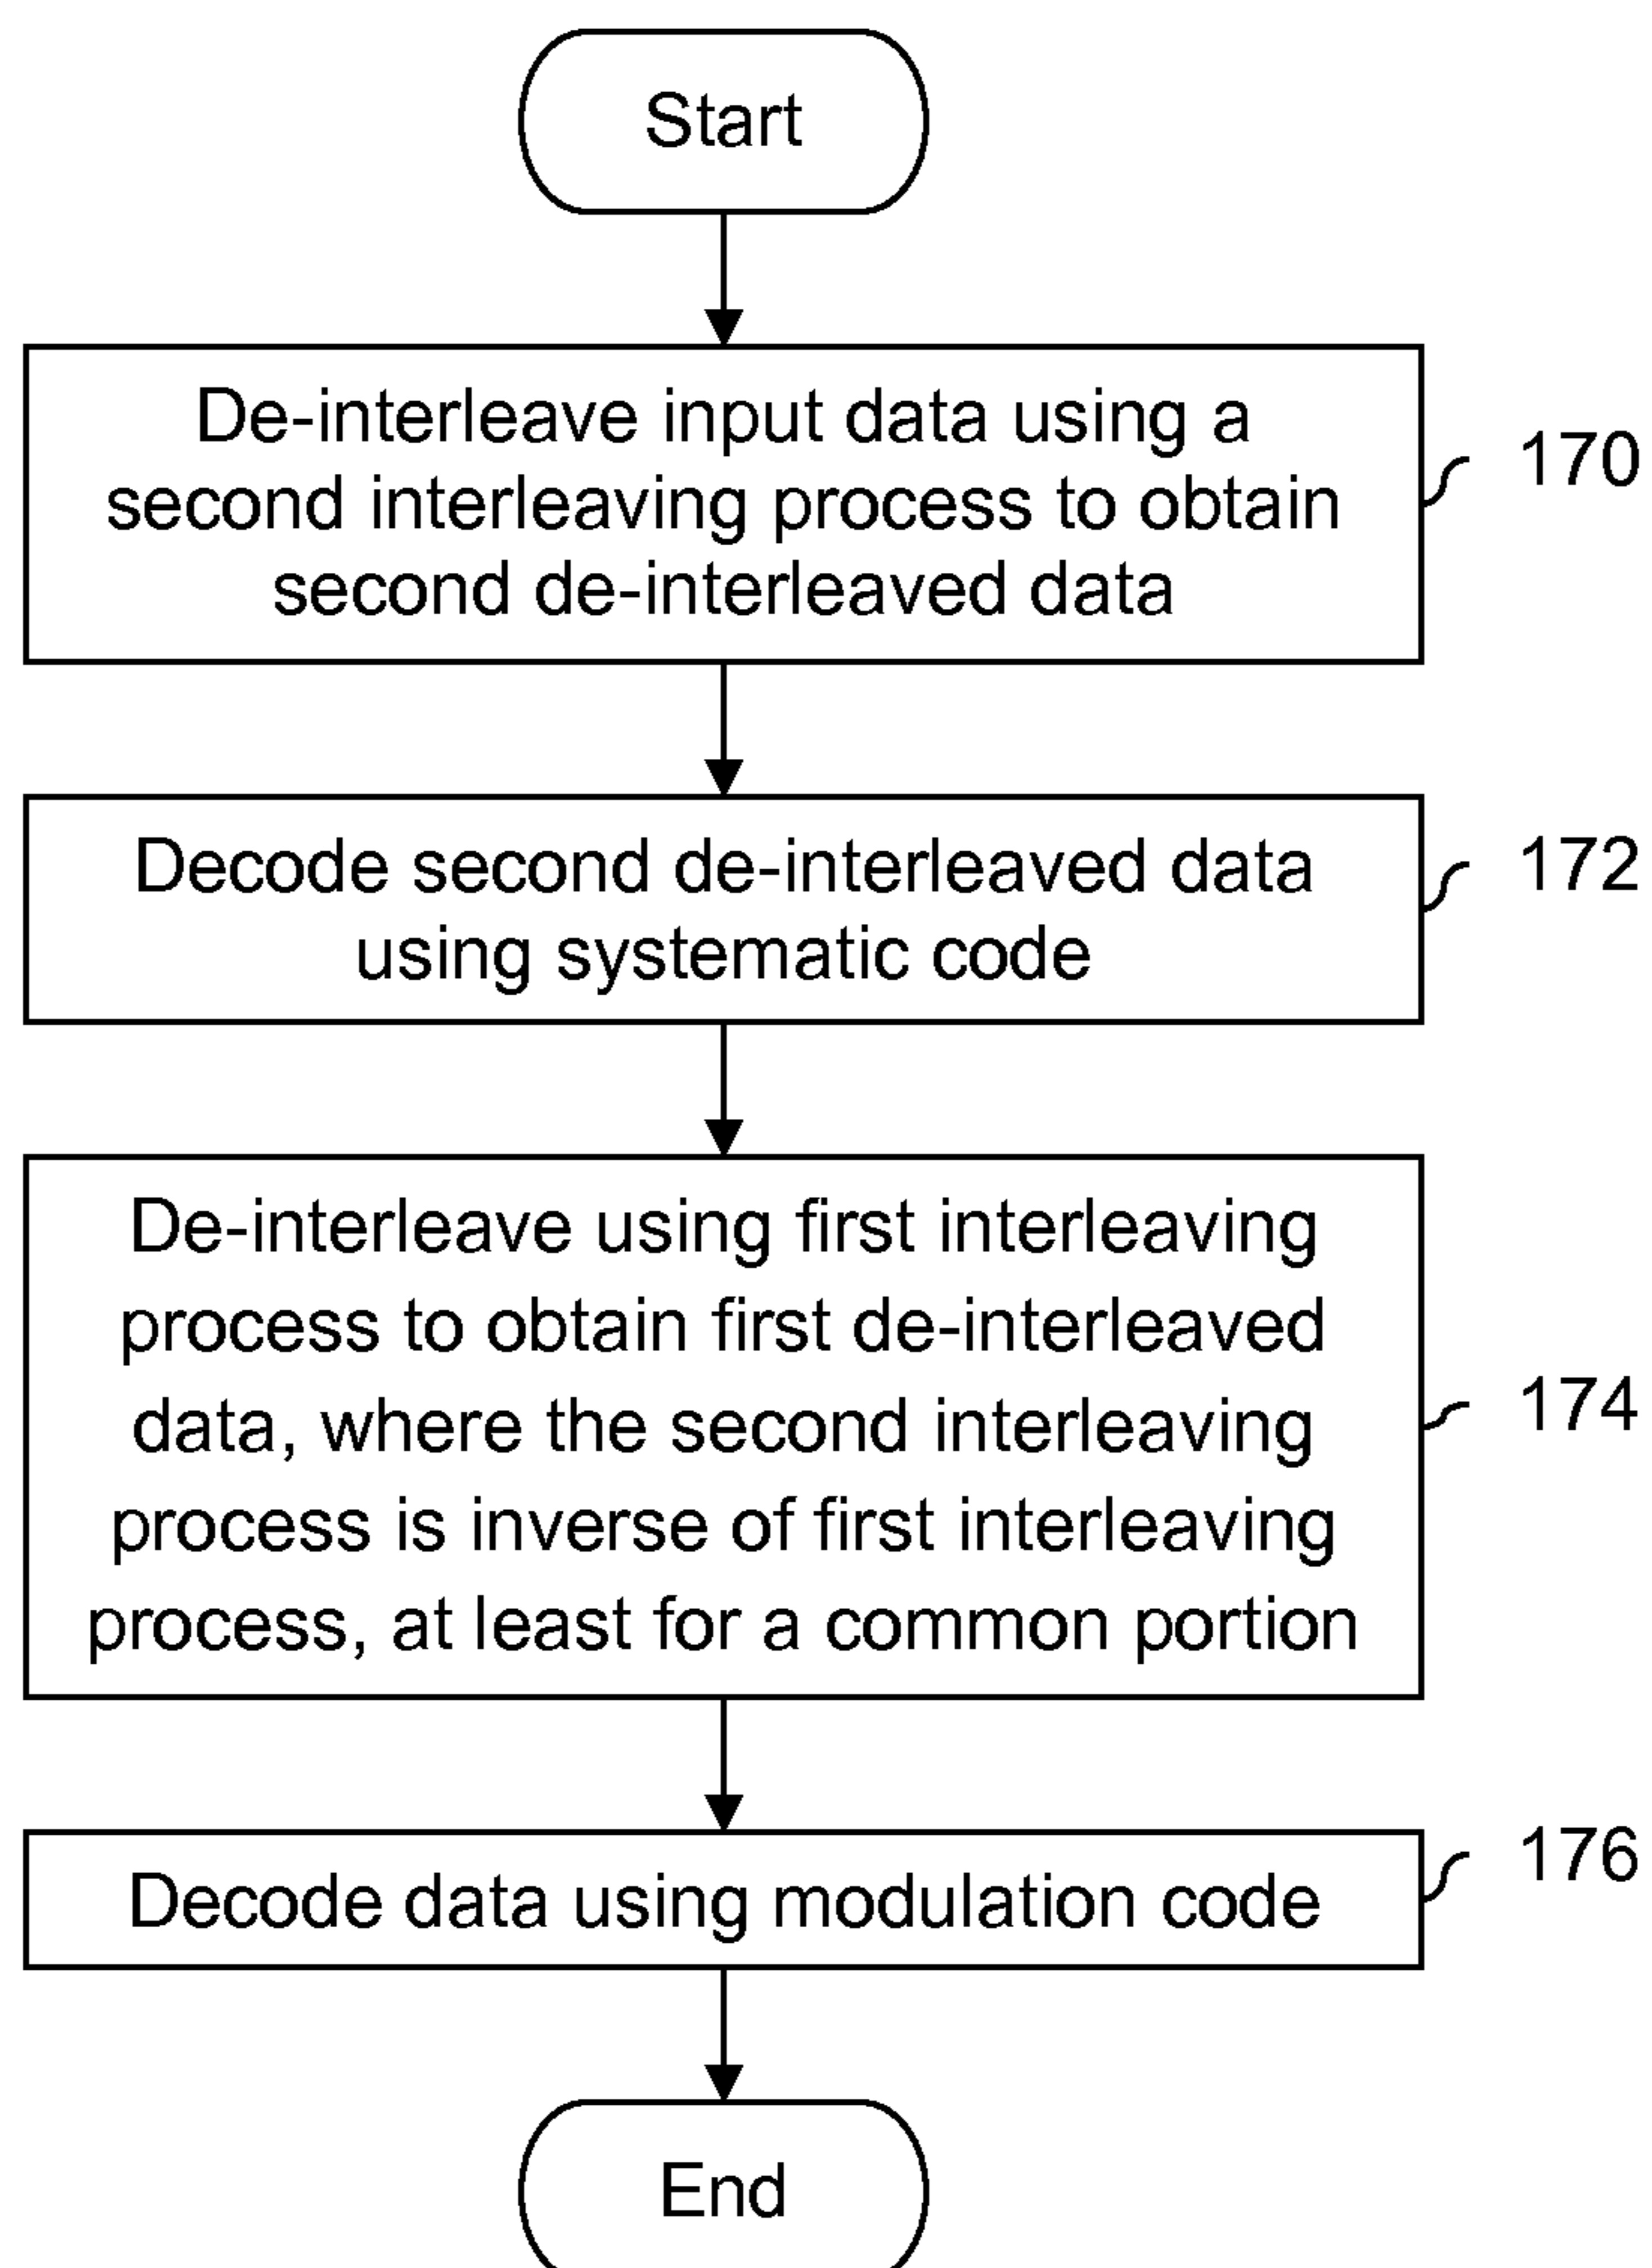 Start
De-interleave input data using a
second interleaving process to obtain
second de-interleaved data
170
Decode second de-interleaved data
using systematic code
172
De-interleave using first interleaving
process to obtain first de-interleaved
data, where the second interleaving
process is inverse of first interleaving
process, at least for a common portion
174
Decode data using modulation code
176
End